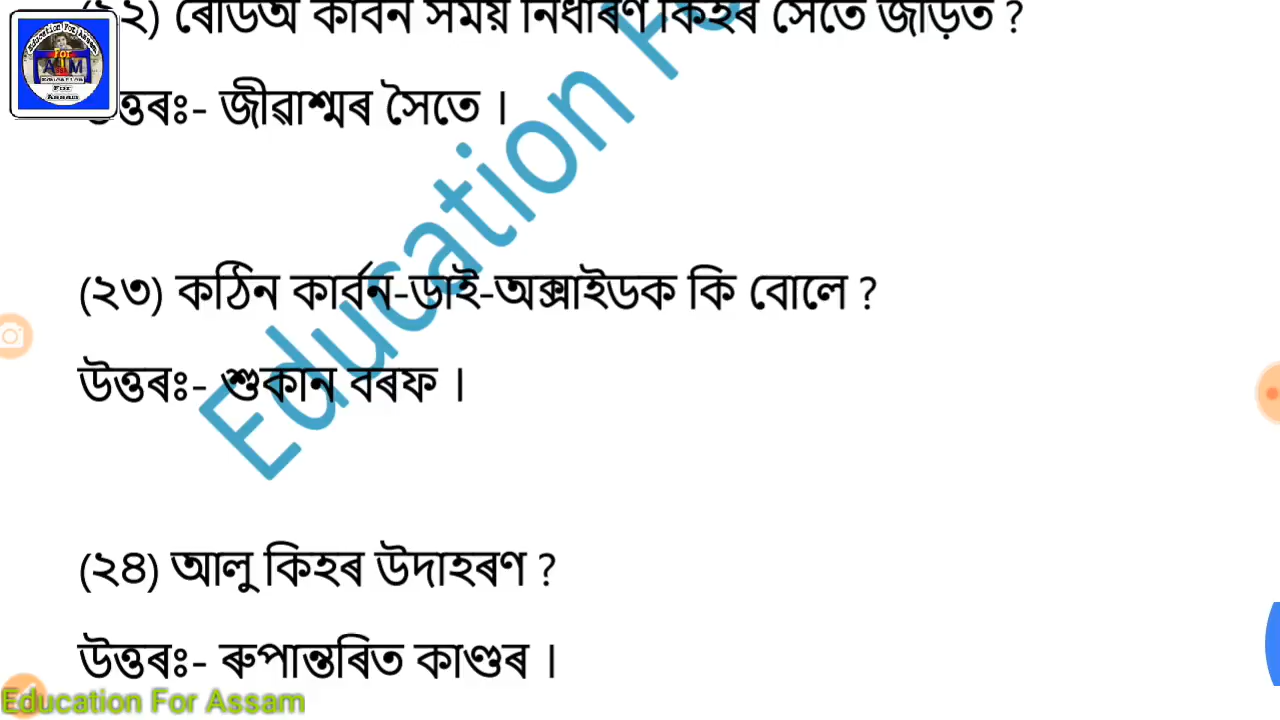 (২২) ৰেডিঅ' কাৰ্বন সময় নিৰ্ধাৰণ কিহৰ সৈতে জড়িত ?
উত্তৰঃ- জীৱাশ্মৰ সৈতে ।
(২৩) কঠিন কাৰ্বন-ডাই-অক্সাইডক কি বোলে ?
উত্তৰঃ- শুকান বৰফ ।
(২৪) আলু কিহৰ উদাহৰণ ?
উত্তৰঃ- ৰুপান্তৰিত কাণ্ডৰ ।
Education Fo
Education For Assam